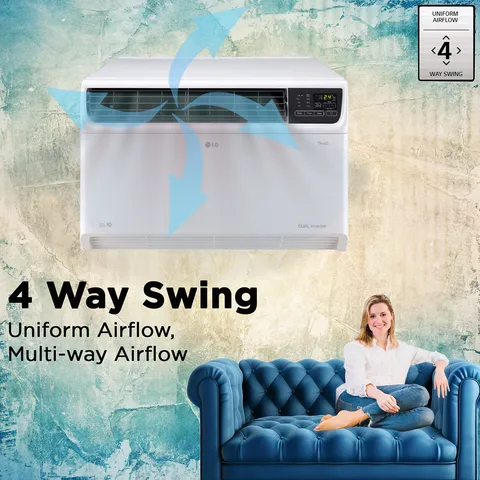 UNIFORM
AIRFLOW
4
WAY SWING
LG
DUAL Inverter
4 Way Swing
Uniform Airflow,
Multi-way Airflow